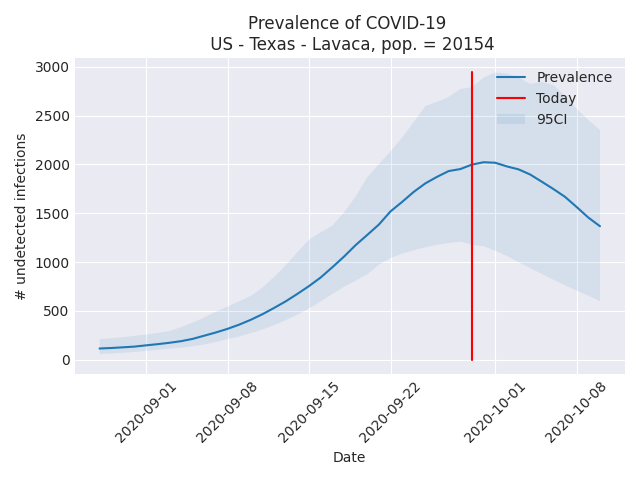 Prevalence of COVID-19
US - Texas - Lavaca, pop. = 20154
# undetected infections
3000
2500
2000
1500
1000
500
0
Prevalence
Today
95CI
2020-09-01
2020-09-08
2020-09-15
2020-09-22
2020-10-01
2020-10-08
Date